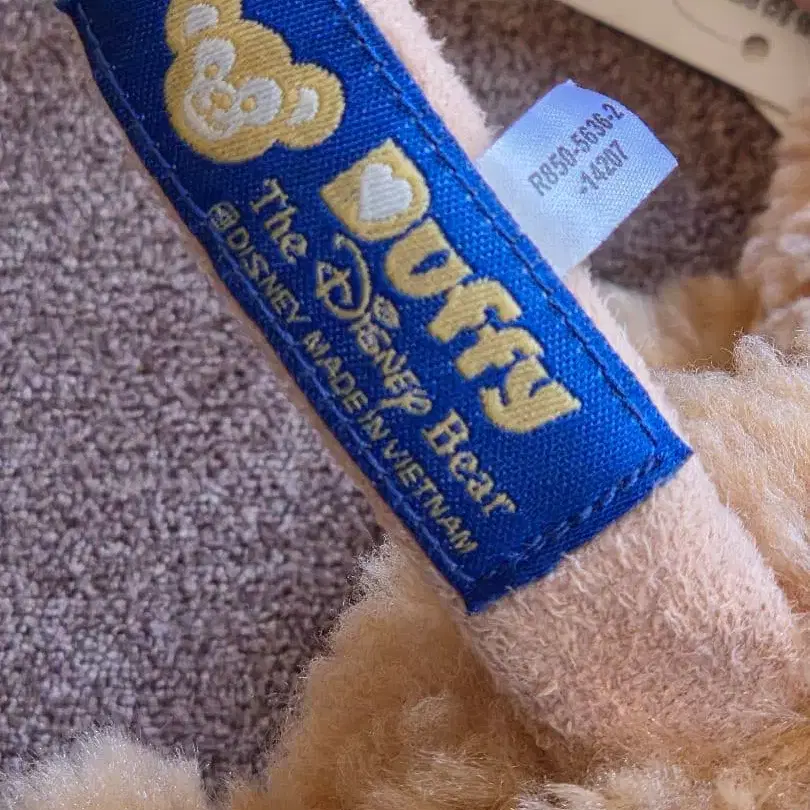 Duffy
The Disney Bear
©DISNEY MADE IN VIETNAM
R850-5636-2
-14207